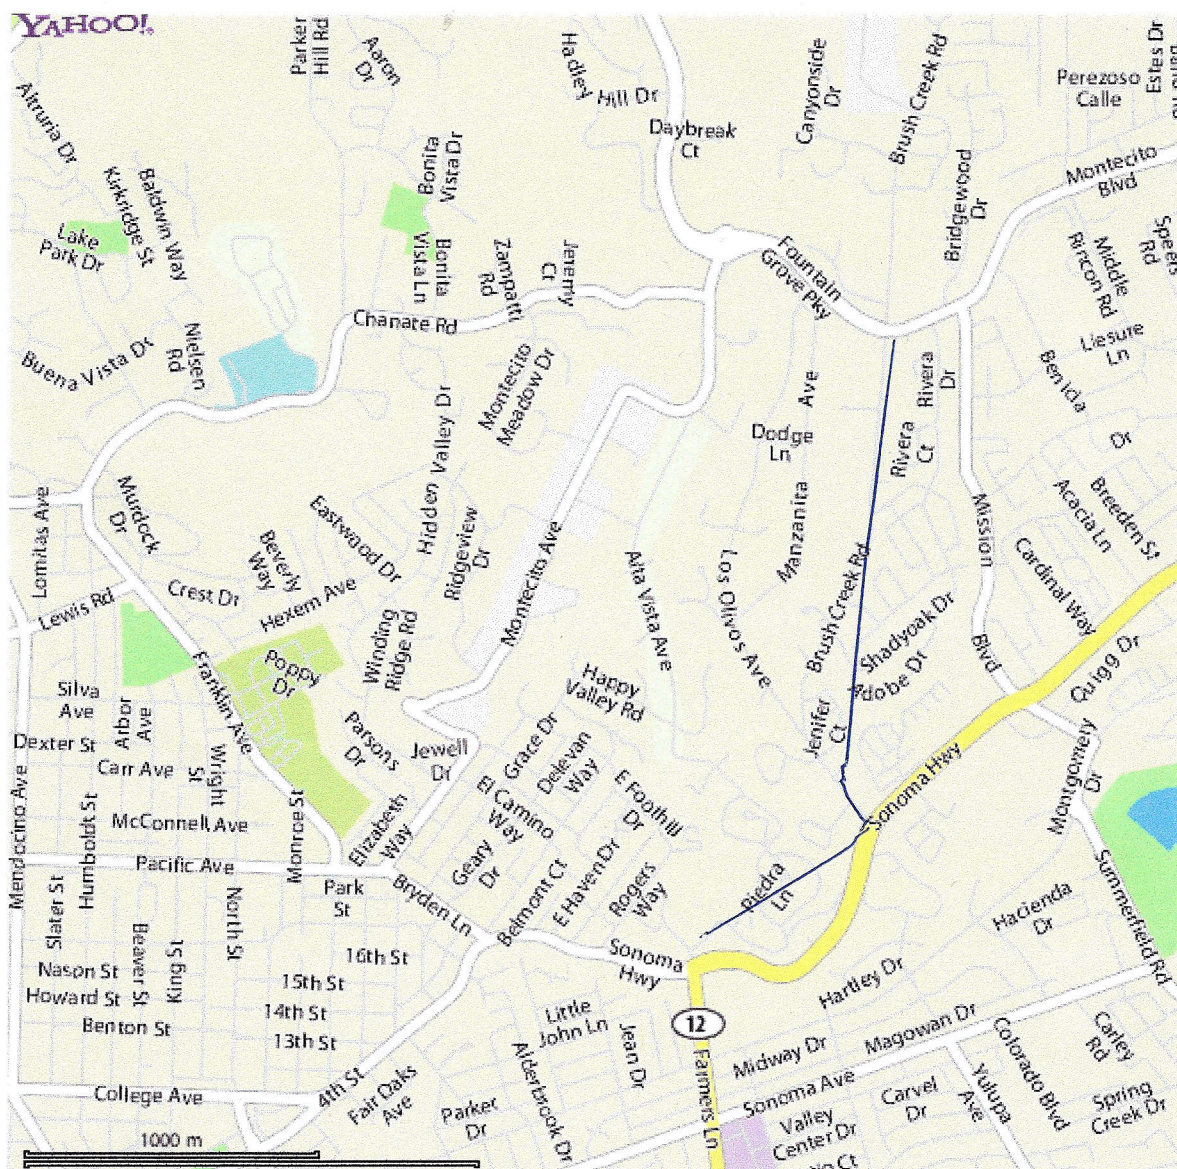 YAHOO!
Parker
Hill Rd
Aaron
Dr
Hadley
Hill Dr
Daybreak
Ct
Canyonside
Dr
Brush Creek Rd
Perezoso
Calle
Estes Dr
Altruria Dr
Kirkridge St
Baldwin Way
Lake
Park Dr
Bonita
Vista Dr
Bonita
Vista Ln
Zampatti
Rd
Jeremy
Ct
Fountain
Grove Pky
Bridgewood
Dr
Montecito
Blvd
Middle
Rincon Rd
Speers
Rd
Chanate Rd
Buena Vista Dr
Nielsen
Rd
Montecito
Meadow Dr
Hidden Valley Dr
Liesure
Ln
Benicia Dr
Rivera
Dr
Rivera
Ct
Dodge
Ln
Manzanita Ave
Lomitas Ave
Murdock
Dr
Eastwood Dr
Ridgeview
Dr
Beverly
Way
Montecito Ave
Alta Vista Ave
Los Olivos Ave
Brush Creek Rd
Mission Blvd
Acacia Ln
Breeden St
Cardinal Way
Lewis Rd
Crest Dr
Hexem Ave
Winding
Ridge Rd
Poppy
Dr
Franklin Ave
Happy
Valley Rd
Jenifer
Ct
Shadyoak Dr
Adobe Dr
Quigg Dr
Silva
Ave
Arbor
Ave
Dexter St
Carr Ave
Wright
St
Parsons
Dr
Jewell
Dr
Grace Dr
Delevan
Way
El Camino
Way
E Foothill
Dr
Sonoma Hwy
Montgomery
Dr
Mendocino Ave
Humboldt St
McConnell Ave
Monroe St
Elizabeth
Way
Geary
Dr
Pacific Ave
Park
St
Bryden Ln
Belmont Ct
E Haven Dr
Rogers
Way
Piedra
Ln
Hacienda
Dr
Summerfield Rd
Slater St
Beaver St
King St
North St
16th St
Nason St
15th St
Howard St
14th St
Benton St
13th St
Sonoma
Hwy
Hartley Dr
Little
John Ln
Jean Dr
12
Farmers Ln
Midway Dr
Magowan Dr
Colorado Blvd
Carley
Rd
College Ave
4th St
Fair Oaks
Ave
Parker
Dr
Alderbrook Dr
Sonoma Ave
Valley
Center Dr
Carvel
Dr
Yulupa
Ave
Spring
Creek Dr
1000 m